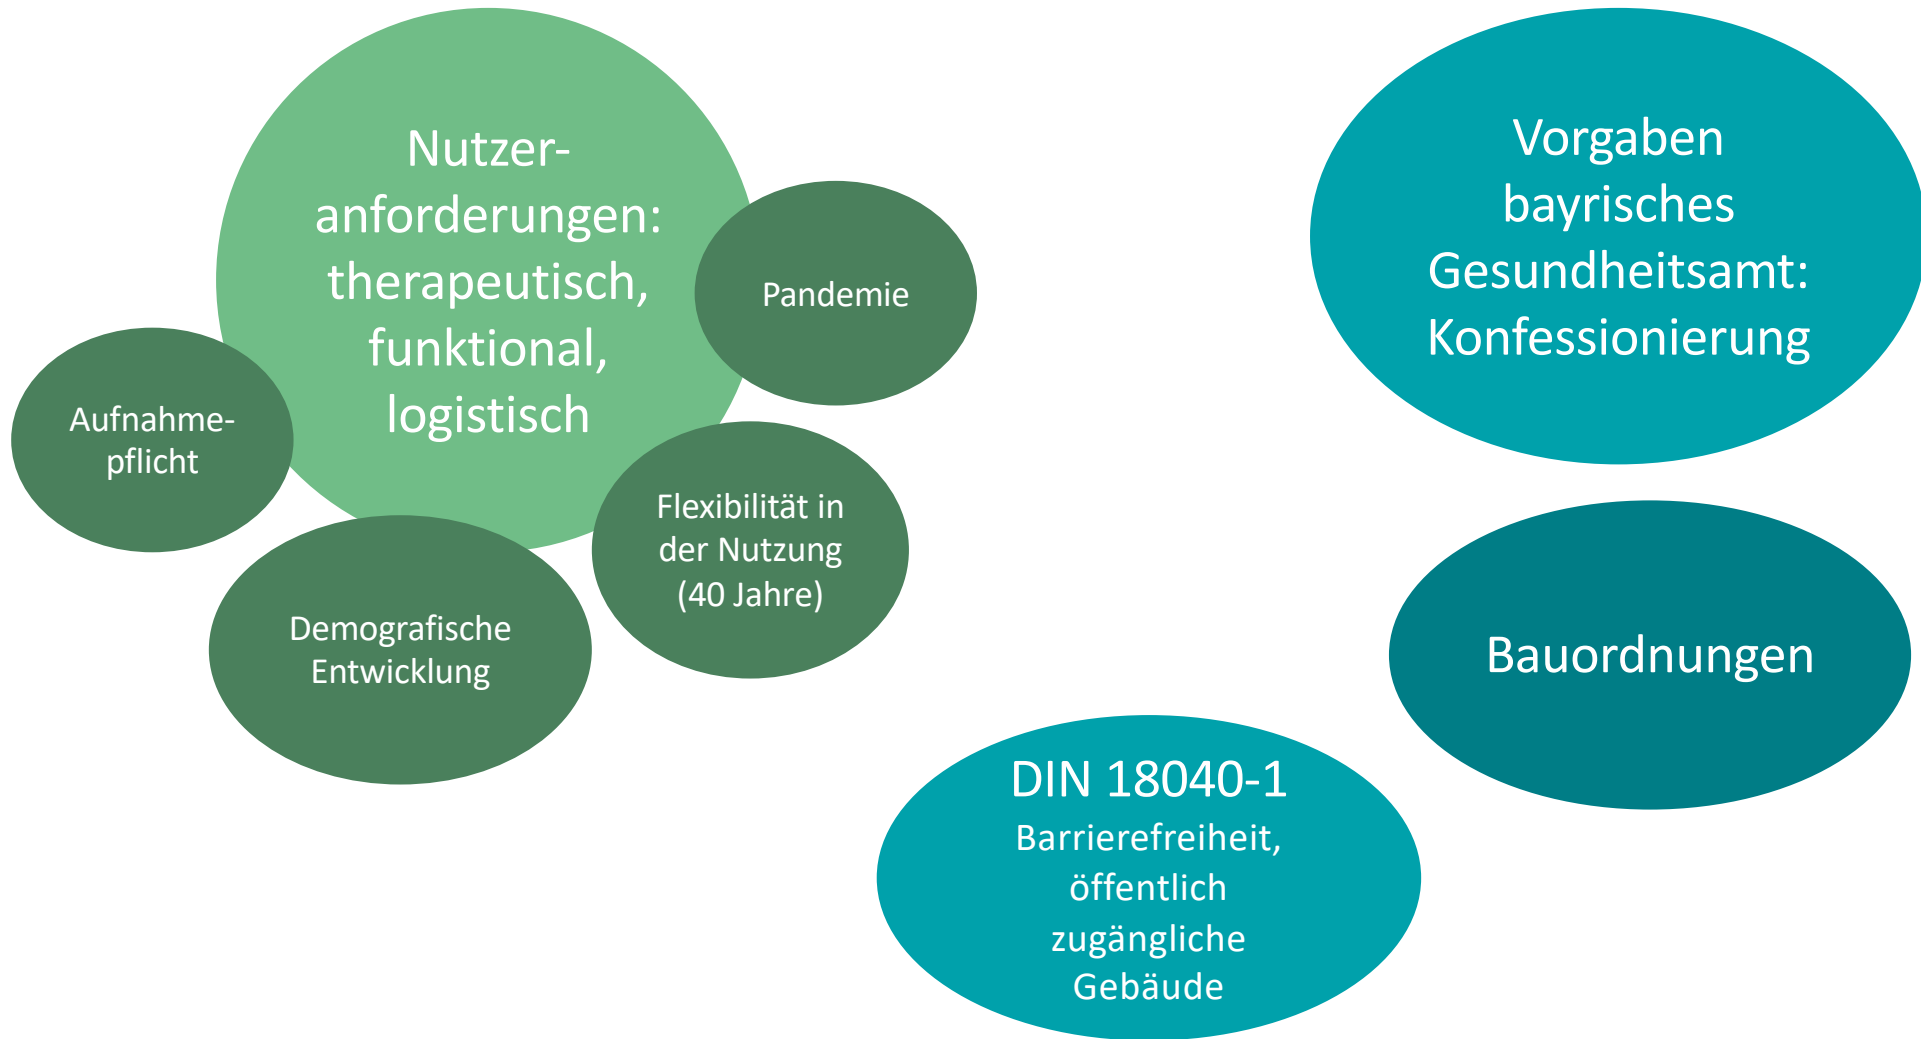 Nutzer-
anforderungen:
therapeutisch,
funktional,
logistisch
Pandemie
Aufnahme-
pflicht
Flexibilität in
der Nutzung
(40 Jahre)
Demografische
Entwicklung
Vorgaben
bayrisches
Gesundheitsamt:
Konfessionierung
Bauordnungen
DIN 18040-1
Barrierefreiheit,
öffentlich
zugängliche
Gebäude